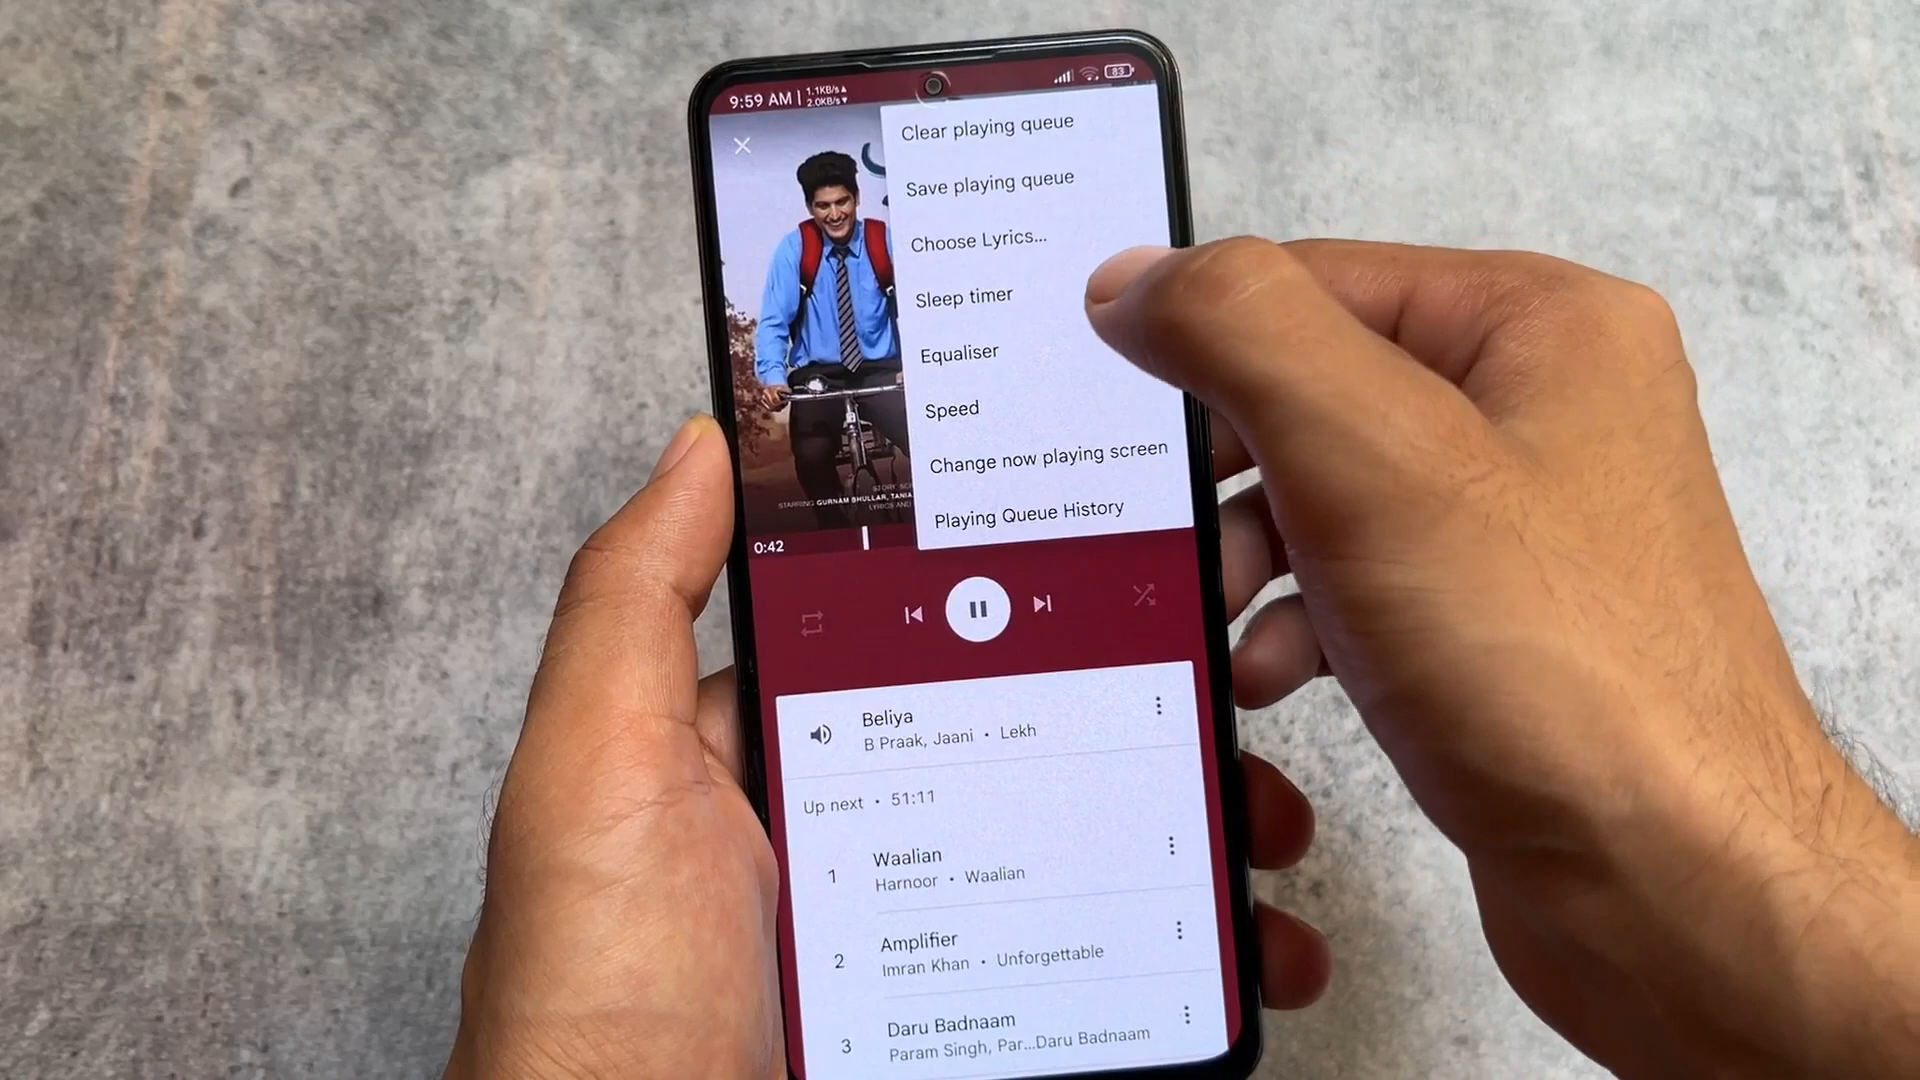 9:59 AM | 1.1KB/s
2.0KB/s
83
Clear playing queue
Save playing queue
Choose Lyrics...
Sleep timer
Equaliser
Speed
Change now playing screen
Playing Queue History
STARRING GURNAM BHULLAR, TANIA
LYRICS AND
0:42
Beliya
B Praak, Jaani • Lekh
Up next • 51:11
1
Waalian
Harnoor • Waalian
2
Amplifier
Imran Khan • Unforgettable
3
Daru Badnaam
Param Singh, Par...Daru Badnaam